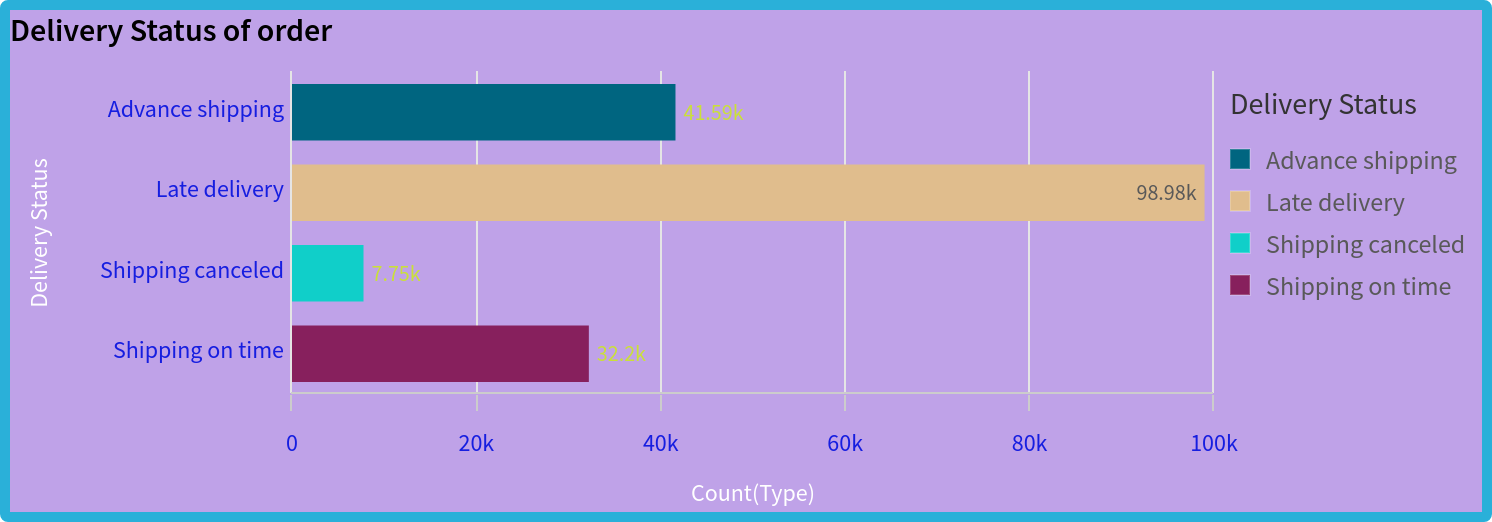 Delivery Status of order
Delivery Status
Advance shipping
41.59k
Late delivery
98.98k
Shipping canceled
7.75k
Shipping on time
32.2k
0 20k 40k 60k 80k 100k
Count(Type)
Delivery Status
Advance shipping
Late delivery
Shipping canceled
Shipping on time